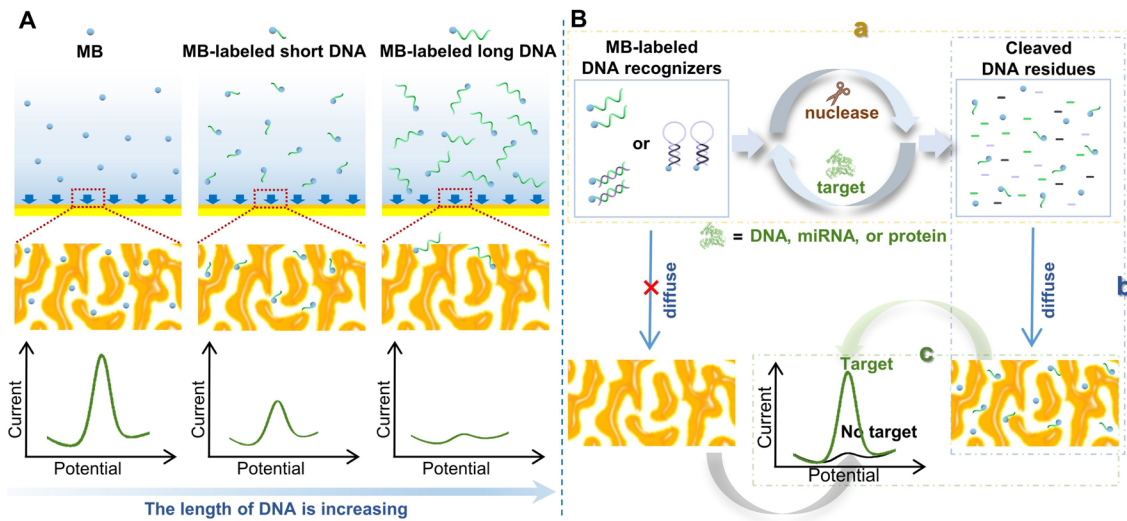 A
MB
MB-labeled short DNA
MB-labeled long DNA
Current
Potential
Current
Potential
Current
Potential
The length of DNA is increasing
B
a
MB-labeled
DNA recognizers
or
nuclease
target
Cleaved
DNA residues
= DNA, miRNA, or protein
diffuse
diffuse
b
c
Target
No target
Current
Potential